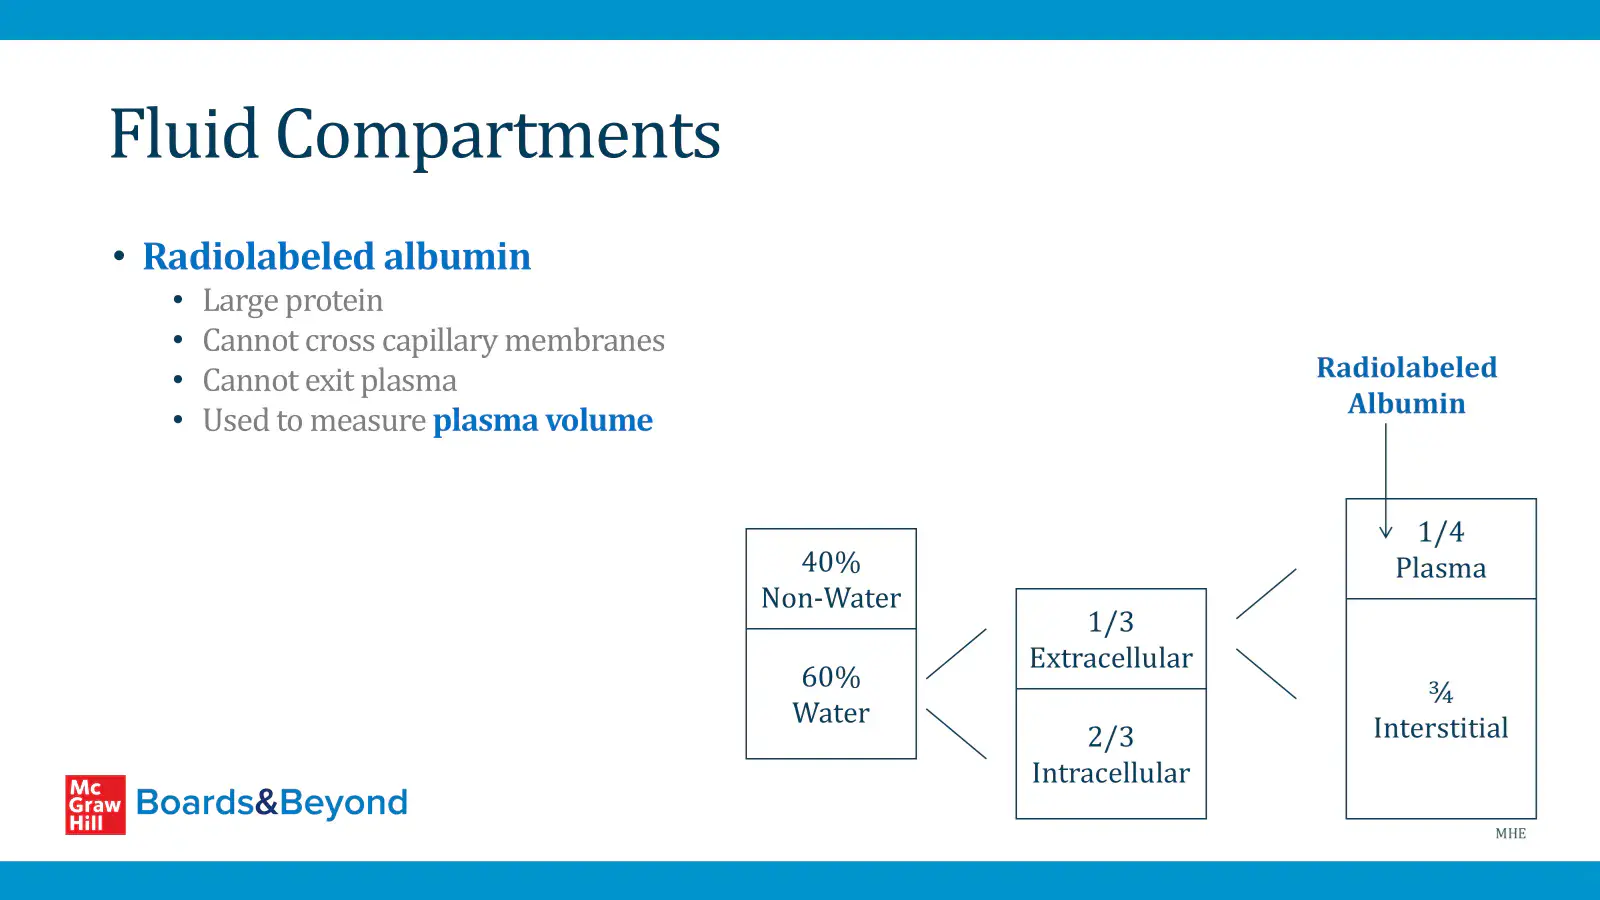 Fluid Compartments
• Radiolabeled albumin
• Large protein
• Cannot cross capillary membranes
• Cannot exit plasma
• Used to measure plasma volume
Radiolabeled
Albumin
40%
Non-Water
60%
Water
1/3
Extracellular
2/3
Intracellular
1/4
Plasma
¾
Interstitial
Mc
Graw
Hill
Boards&Beyond
MHE